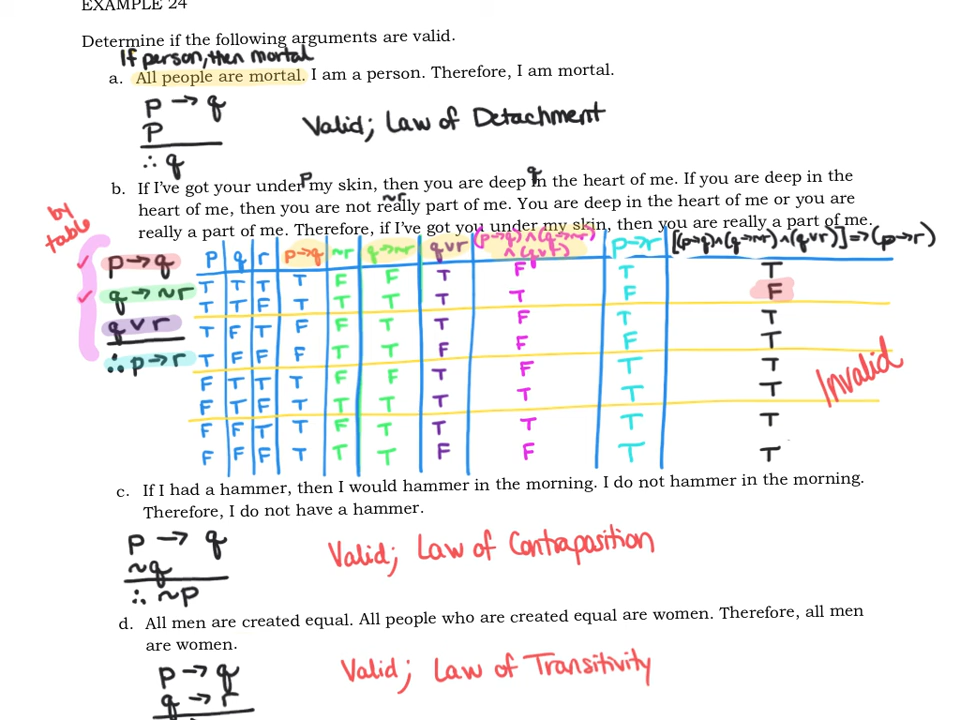 EXAMPLE 24
Determine if the following arguments are valid.
If person, then mortal
a. All people are mortal. I am a person. Therefore, I am mortal.
p → q
p
∴ q
Valid; Law of Detachment
p q
b. If I've got your under my skin, then you are deep in the heart of me. If you are deep in the
~r
heart of me, then you are not really part of me. You are deep in the heart of me or you are
really a part of me. Therefore, if I've got you under my skin, then you are really a part of me.
by table
✓ p → q
✓ q → ~r
q ∨ r
∴ p → r
p q r p→q ~r q→~r q∨r (p→q)∧(q→~r)∧(q∨r) p→r [(p→q)∧(q→~r)∧(q∨r)]=>(p→r)
T T T T F F T F T T
T T F T T T T T F F
T F T F F T T F T T
T F F F T T F F F T
F T T T F F T F T T
F T F T T T T T T T
F F T T F T T T T T
F F F T T T F F T T
Invalid
c. If I had a hammer, then I would hammer in the morning. I do not hammer in the morning.
Therefore, I do not have a hammer.
p → q
~q
∴ ~p
Valid; Law of Contraposition
d. All men are created equal. All people who are created equal are women. Therefore, all men
are women.
p → q
q → r
Valid; Law of Transitivity